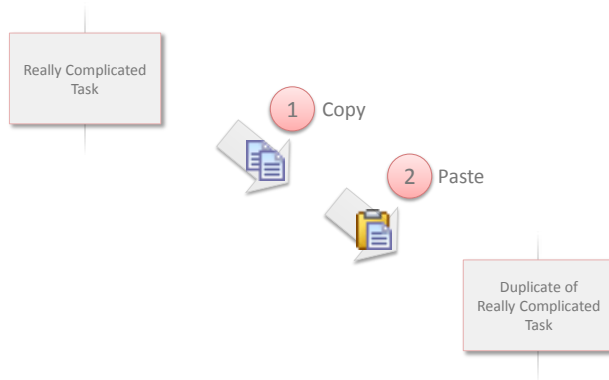 Really Complicated
Task
1 Copy
2 Paste
Duplicate of
Really Complicated
Task